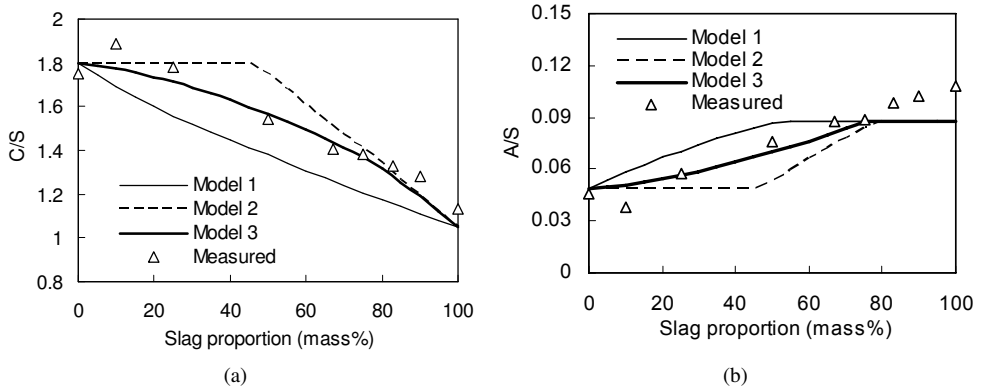 2
1.8
1.6
1.4
1.2
1
0.8
C/S
Model 1
Model 2
Model 3
Measured
0 20 40 60 80 100
Slag proportion (mass%)
(a)
0.15
0.12
0.09
0.06
0.03
0
A/S
Model 1
Model 2
Model 3
Measured
0 20 40 60 80 100
Slag proportion (mass%)
(b)